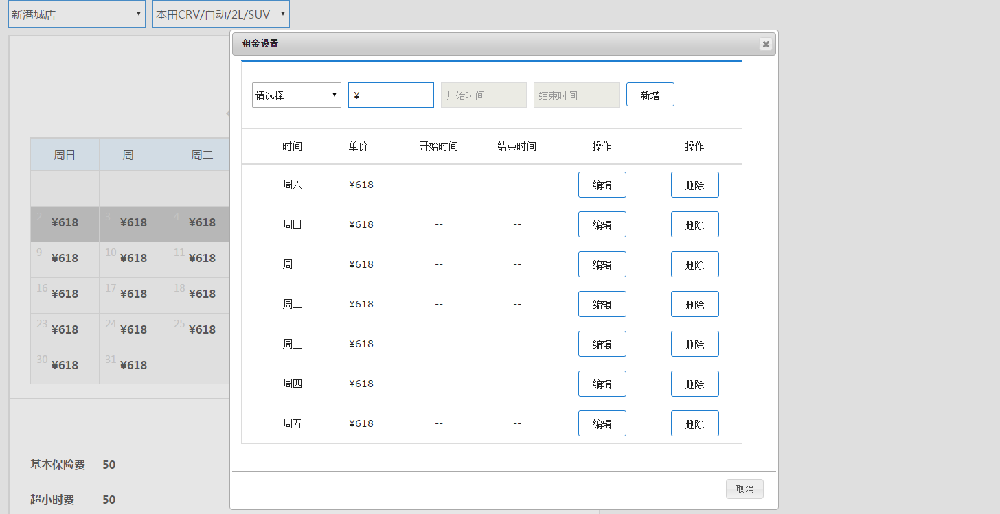 新港城店 本田CRV/自动/2L/SUV
租金设置
请选择 ¥ 开始时间 结束时间 新增
时间 单价 开始时间 结束时间 操作 操作
周六 ¥618 -- -- 编辑 删除
周日 ¥618 -- -- 编辑 删除
周一 ¥618 -- -- 编辑 删除
周二 ¥618 -- -- 编辑 删除
周三 ¥618 -- -- 编辑 删除
周四 ¥618 -- -- 编辑 删除
周五 ¥618 -- -- 编辑 删除
取消
周日 周一 周二
2 ¥618 3 ¥618 4 ¥618
9 ¥618 10 ¥618 11 ¥618
16 ¥618 17 ¥618 18 ¥618
23 ¥618 24 ¥618 25 ¥618
30 ¥618 31 ¥618
基本保险费 50
超小时费 50